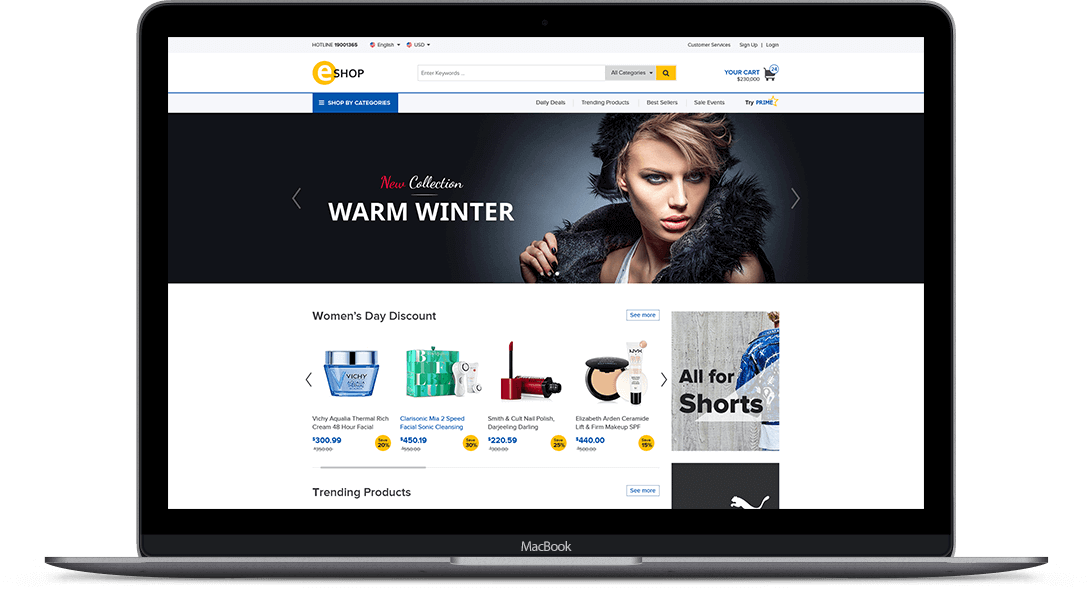 HOTLINE 19001365 English USD Customer Services Sign Up | Login
eSHOP
Enter Keywords ...
All Categories
YOUR CART 24
$230,000
SHOP BY CATEGORIES
Daily Deals Trending Products Best Sellers Sale Events Try PRIME
New Collection
WARM WINTER
Women's Day Discount
See more
VICHY
AQUALIA
THERMAL
NYX
Vichy Aqualia Thermal Rich
Cream 48 Hour Facial
$300.99
$350.00
Save
20%
Clarisonic Mia 2 Speed
Facial Sonic Cleansing
$450.19
$550.00
Save
30%
Smith & Cult Nail Polish,
Darjeeling Darling
$220.59
$300.00
Save
25%
Elizabeth Arden Ceramide
Lift & Firm Makeup SPF
$440.00
$500.00
Save
15%
All for
Shorts
Trending Products
See more
MacBook